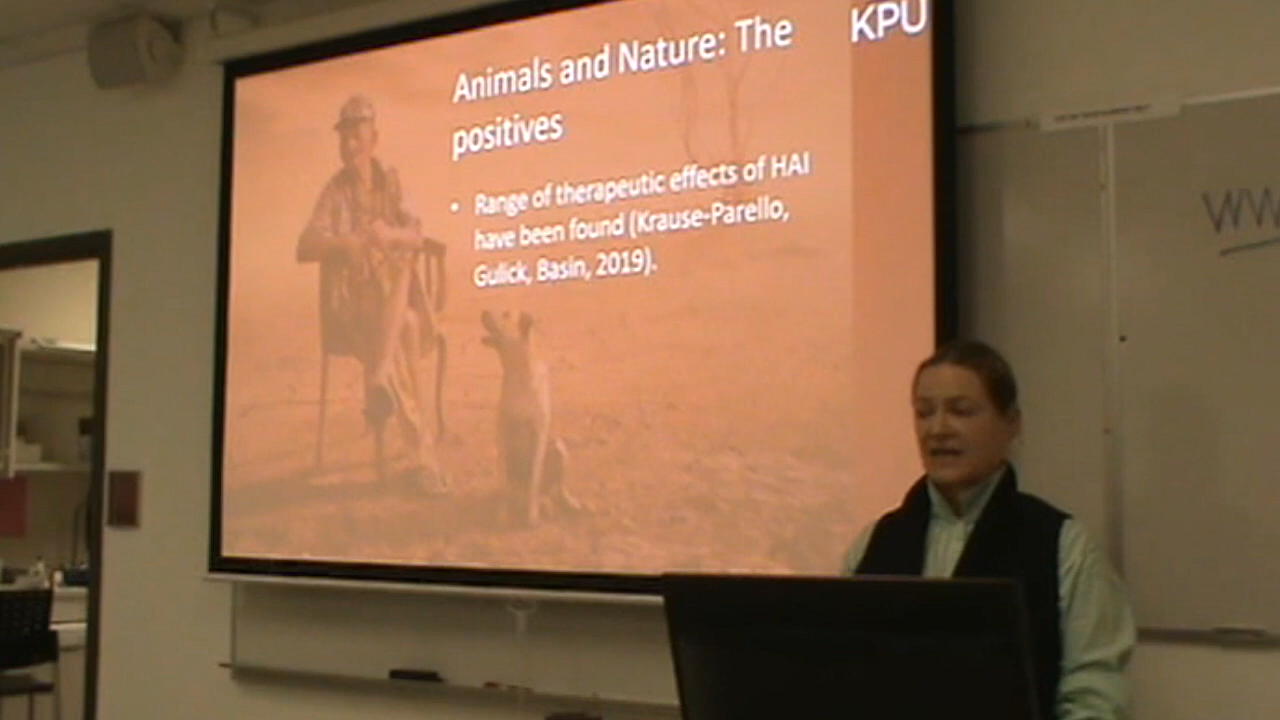 Animals and Nature: The
positives
KPU
• Range of therapeutic effects of HAI
have been found (Krause-Parello,
Gulick, Basin, 2019).
WW